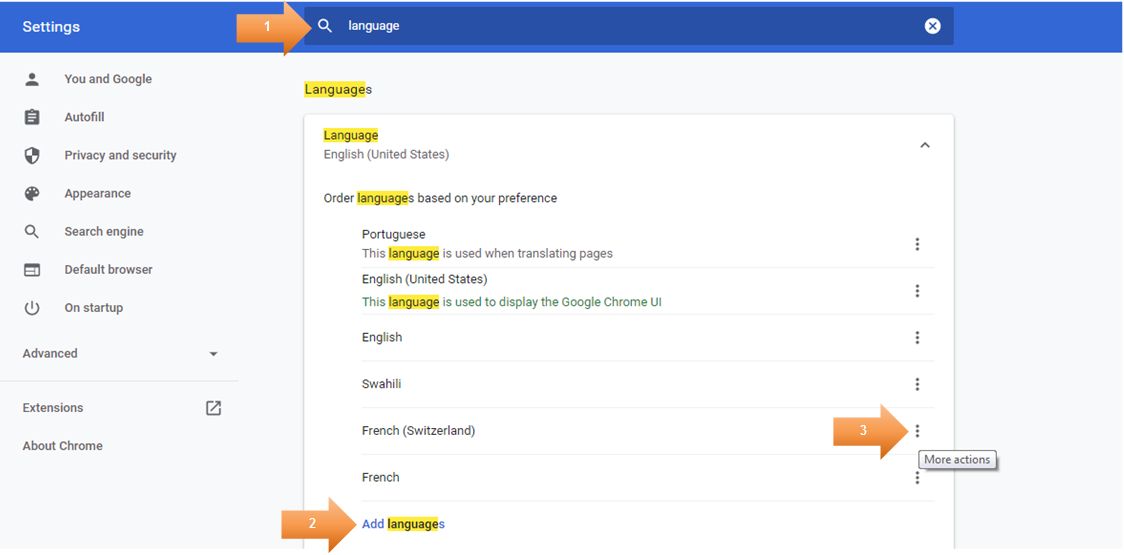 Settings
1
language
You and Google
Autofill
Privacy and security
Appearance
Search engine
Default browser
On startup
Advanced
Extensions
About Chrome
Languages
Language
English (United States)
Order languages based on your preference
Portuguese
This language is used when translating pages
English (United States)
This language is used to display the Google Chrome UI
English
Swahili
French (Switzerland)
3
More actions
French
2
Add languages